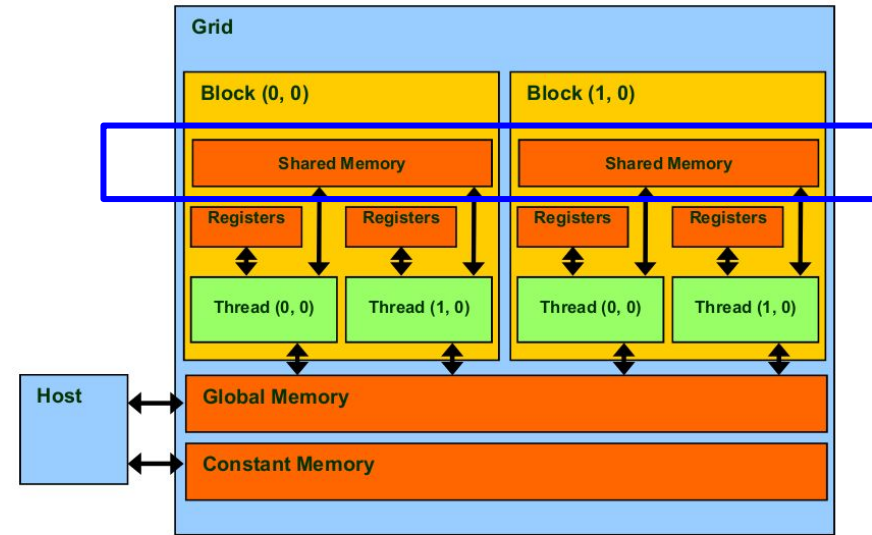 Grid
Block (0, 0)
Block (1, 0)
Shared Memory
Shared Memory
Registers
Registers
Registers
Registers
Thread (0, 0)
Thread (1, 0)
Thread (0, 0)
Thread (1, 0)
Host
Global Memory
Constant Memory